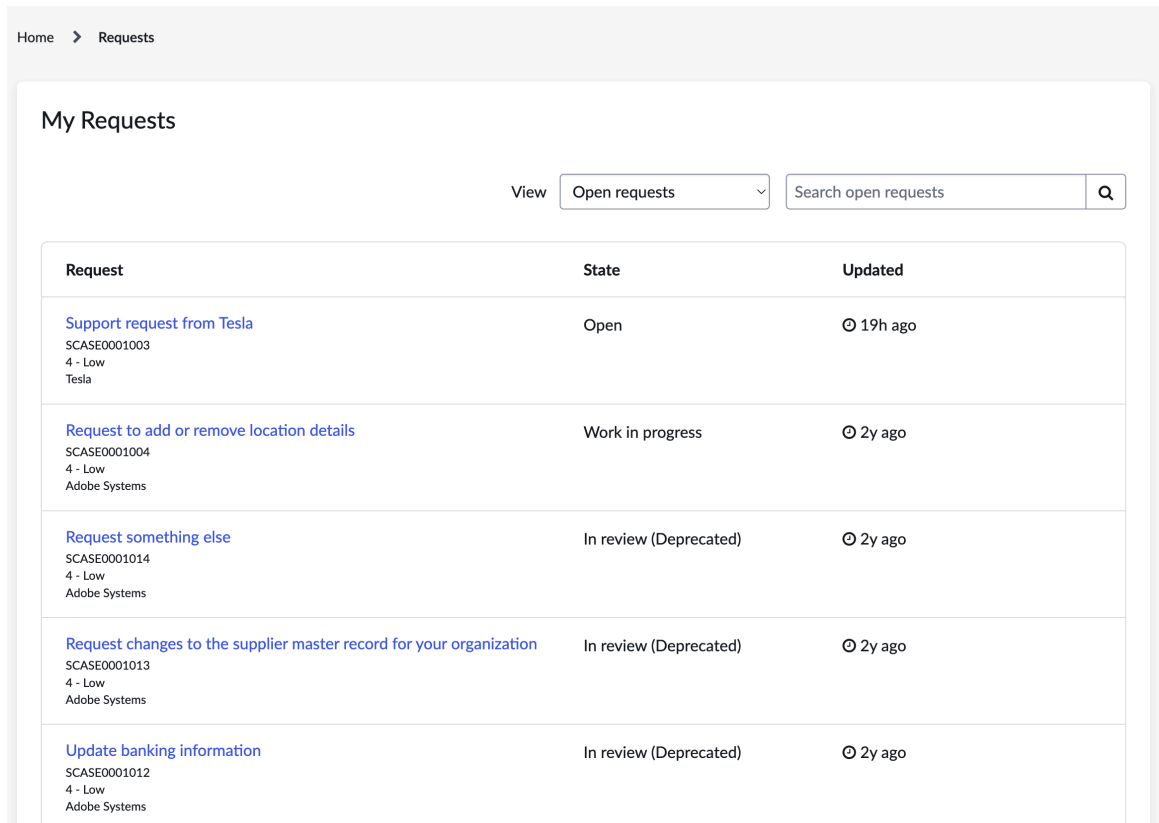 Home > Requests
My Requests
View Open requests Search open requests
Request State Updated
Support request from Tesla Open 19h ago
SCASE0001003
4 - Low
Tesla
Request to add or remove location details Work in progress 2y ago
SCASE0001004
4 - Low
Adobe Systems
Request something else In review (Deprecated) 2y ago
SCASE0001014
4 - Low
Adobe Systems
Request changes to the supplier master record for your organization In review (Deprecated) 2y ago
SCASE0001013
4 - Low
Adobe Systems
Update banking information In review (Deprecated) 2y ago
SCASE0001012
4 - Low
Adobe Systems